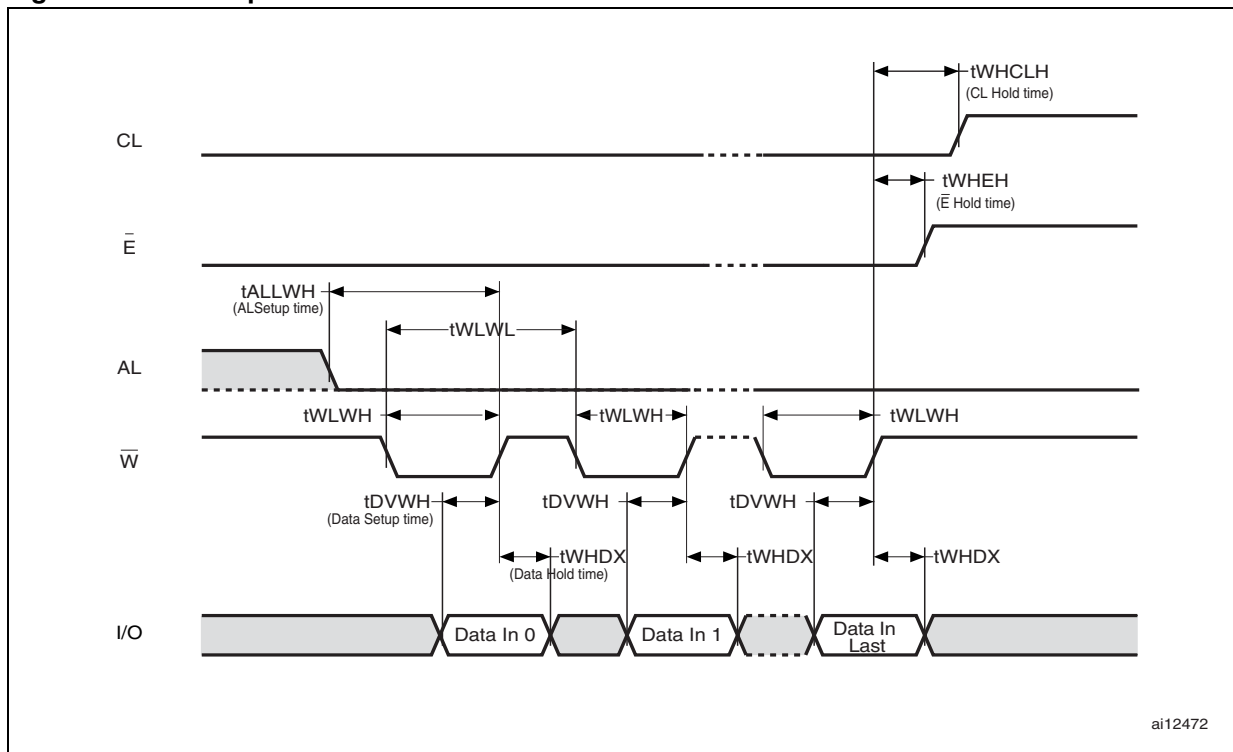 tWHCLH
(CL Hold time)
CL
tWHEH
(E̅ Hold time)
E̅
tALLWH
(ALSetup time)
tWLWL
AL
tWLWH
tWLWH
tWLWH
W̅
tDVWH
(Data Setup time)
tDVWH
tDVWH
tWHDX
(Data Hold time)
tWHDX
tWHDX
I/O
Data In 0
Data In 1
Data In
Last
ai12472